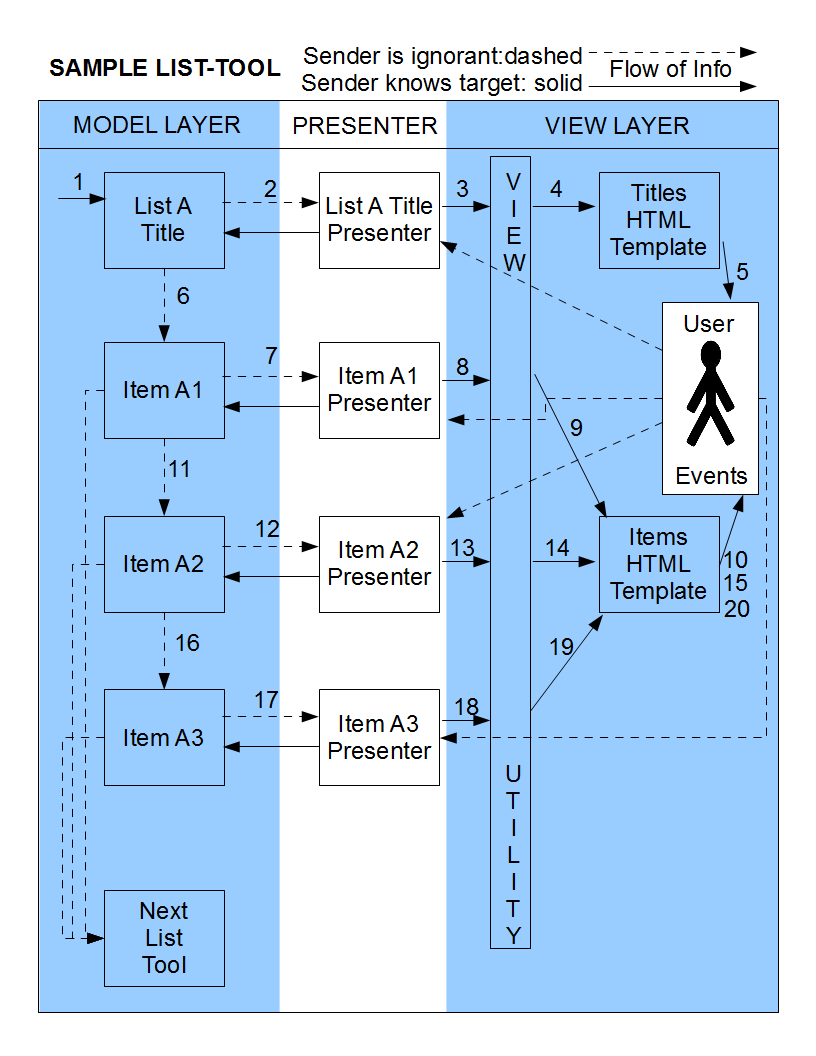 SAMPLE LIST-TOOL
Sender is ignorant:dashed
Sender knows target: solid
Flow of Info
MODEL LAYER
PRESENTER
VIEW LAYER
1
List A
Title
2
List A Title
Presenter
3
VIEW
4
Titles
HTML
Template
5
6
User
Events
Item A1
7
Item A1
Presenter
8
9
11
Item A2
12
Item A2
Presenter
13
14
Items
HTML
Template
10
15
20
16
19
Item A3
17
Item A3
Presenter
18
UTILITY
Next
List
Tool